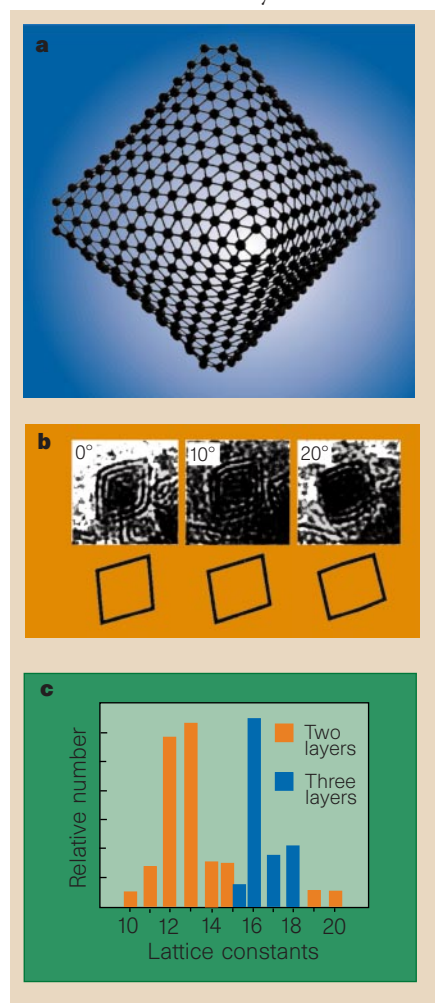 a
b
0°
10°
20°
c
Relative number
Two
layers
Three
layers
10
12
14
16
18
20
Lattice constants